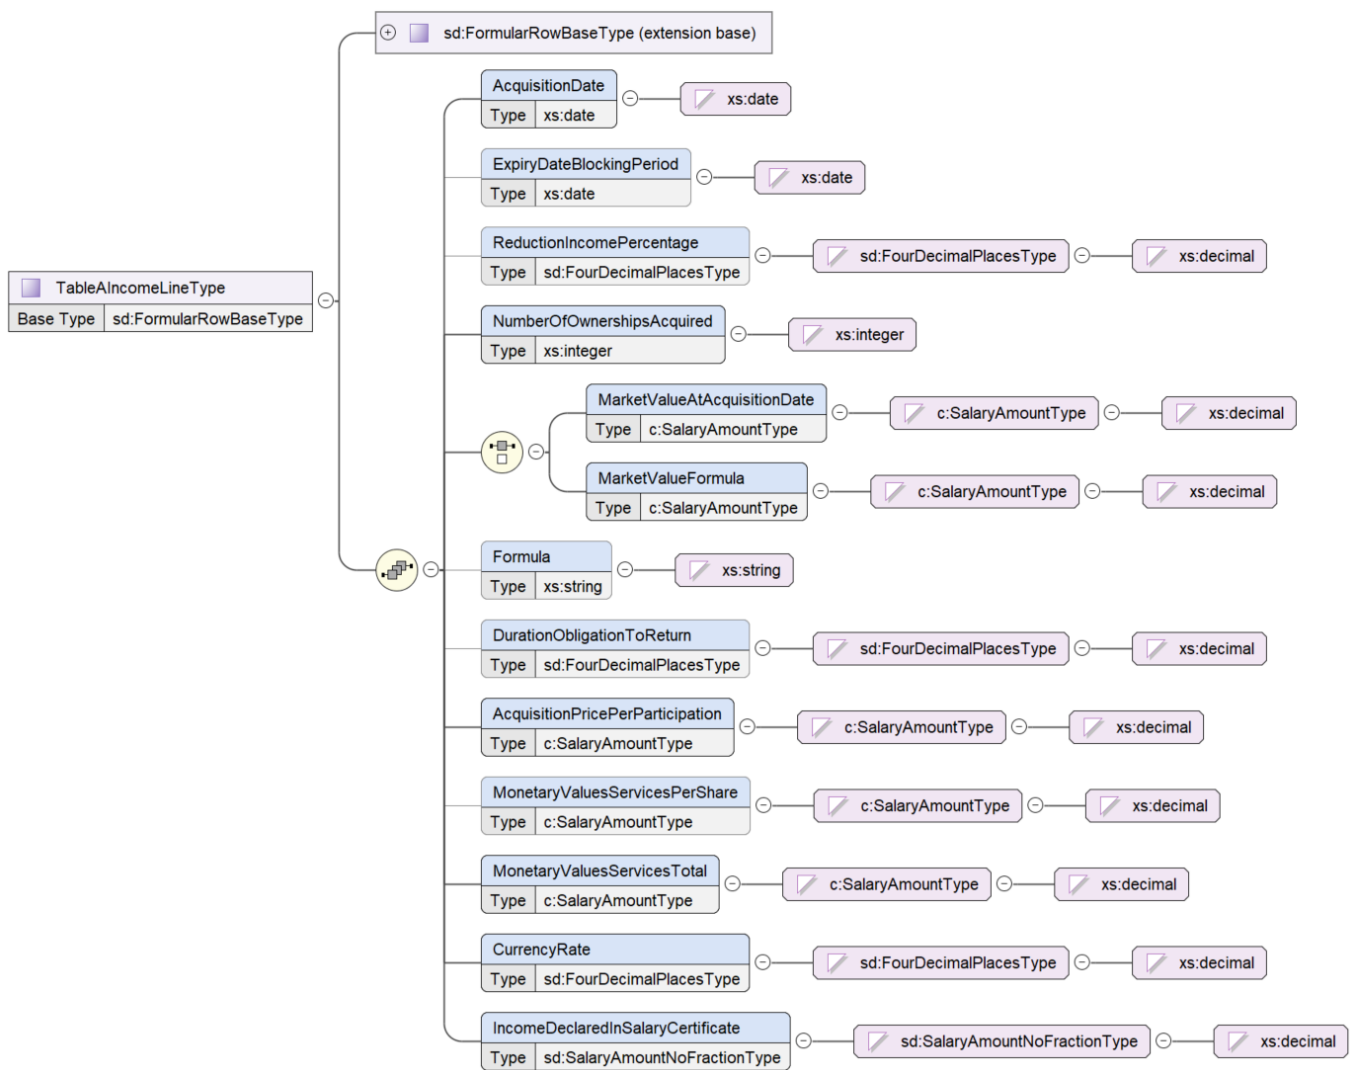 sd:FormularRowBaseType (extension base)
AcquisitionDate
Type xs:date
xs:date
ExpiryDateBlockingPeriod
Type xs:date
xs:date
ReductionIncomePercentage
Type sd:FourDecimalPlacesType
sd:FourDecimalPlacesType
xs:decimal
TableAIncomeLineType
Base Type sd:FormularRowBaseType
NumberOfOwnershipsAcquired
Type xs:integer
xs:integer
MarketValueAtAcquisitionDate
Type c:SalaryAmountType
c:SalaryAmountType
xs:decimal
MarketValueFormula
Type c:SalaryAmountType
c:SalaryAmountType
xs:decimal
Formula
Type xs:string
xs:string
DurationObligationToReturn
Type sd:FourDecimalPlacesType
sd:FourDecimalPlacesType
xs:decimal
AcquisitionPricePerParticipation
Type c:SalaryAmountType
c:SalaryAmountType
xs:decimal
MonetaryValuesServicesPerShare
Type c:SalaryAmountType
c:SalaryAmountType
xs:decimal
MonetaryValuesServicesTotal
Type c:SalaryAmountType
c:SalaryAmountType
xs:decimal
CurrencyRate
Type sd:FourDecimalPlacesType
sd:FourDecimalPlacesType
xs:decimal
IncomeDeclaredInSalaryCertificate
Type sd:SalaryAmountNoFractionType
sd:SalaryAmountNoFractionType
xs:decimal